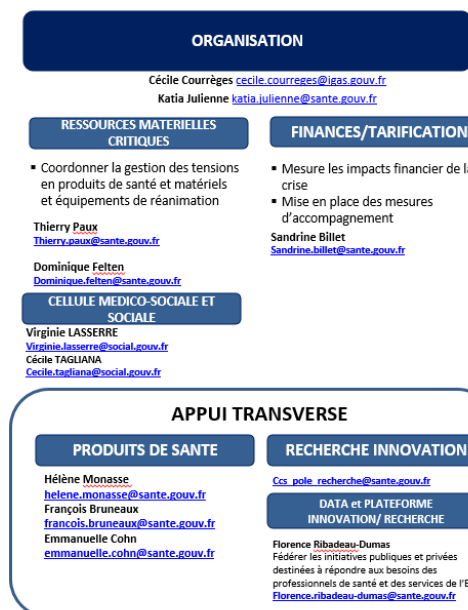 ORGANISATION
Cécile Courrèges cecile.courreges@igas.gouv.fr
Katia Julienne katia.julienne@sante.gouv.fr
RESSOURCES MATERIELLES
CRITIQUES
▪ Coordonner la gestion des tensions
en produits de santé et matériels
et équipements de réanimation
Thierry Paux
Thierry.paux@sante.gouv.fr
Dominique Felten
Dominique.felten@sante.gouv.fr
CELLULE MEDICO-SOCIALE ET
SOCIALE
Virginie LASSERRE
Virginie.lasserre@social.gouv.fr
Cécile TAGLIANA
Cecile.tagliana@social.gouv.fr
FINANCES/TARIFICATION
▪ Mesure les impacts financier de la
crise
▪ Mise en place des mesures
d'accompagnement
Sandrine Billet
Sandrine.billet@sante.gouv.fr
APPUI TRANSVERSE
PRODUITS DE SANTE
Hélène Monasse
helene.monasse@sante.gouv.fr
François Bruneaux
francois.bruneaux@sante.gouv.fr
Emmanuelle Cohn
emmanuelle.cohn@sante.gouv.fr
RECHERCHE INNOVATION
Ccs_pole_recherche@sante.gouv.fr
DATA et PLATEFORME
INNOVATION/ RECHERCHE
Florence Ribadeau-Dumas
Fédérer les initiatives publiques et privées
destinées à répondre aux besoins des
professionnels de santé et des services de l'E
Florence.ribadeau-dumas@sante.gouv.fr